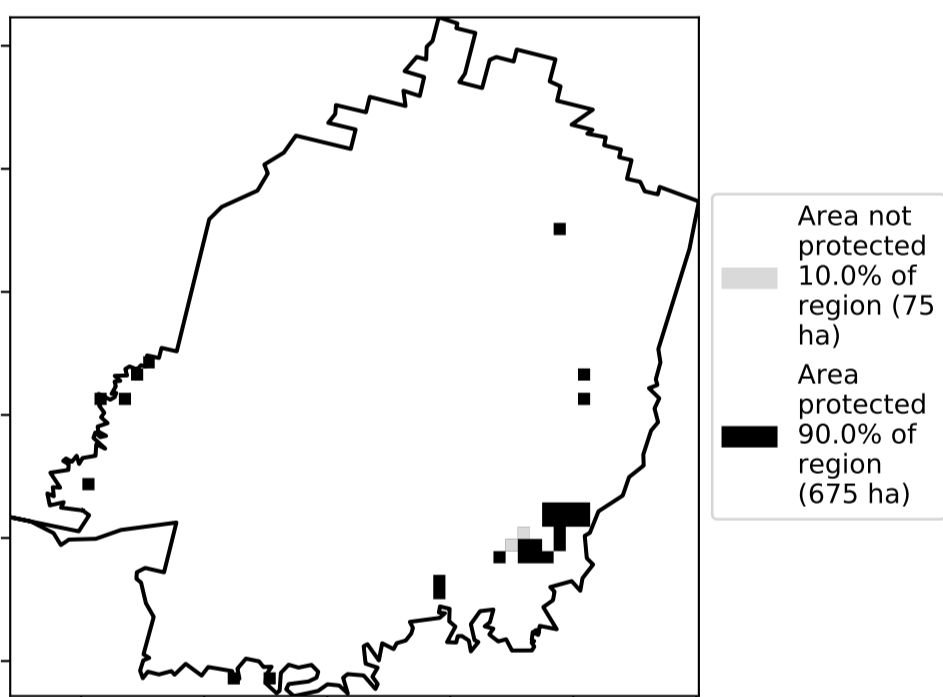 Area not
protected
10.0% of
region (75
ha)
Area
protected
90.0% of
region
(675 ha)